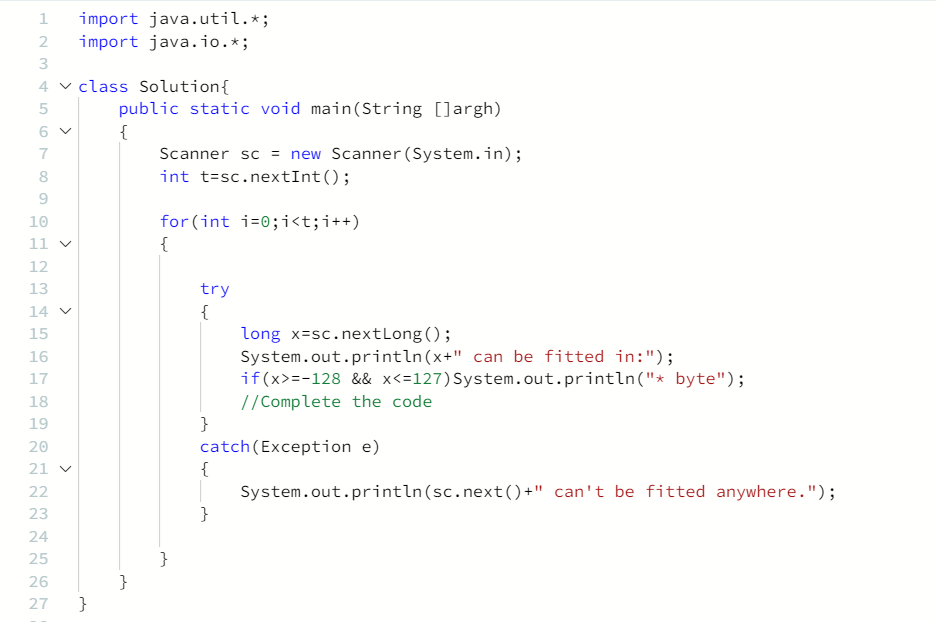 1 import java.util.*;
2 import java.io.*;
3
4 class Solution{
5     public static void main(String []argh)
6     {
7         Scanner sc = new Scanner(System.in);
8         int t=sc.nextInt();
9
10         for(int i=0;i<t;i++)
11         {
12
13             try
14             {
15                 long x=sc.nextLong();
16                 System.out.println(x+" can be fitted in:");
17                 if(x>=-128 && x<=127)System.out.println("* byte");
18                 //Complete the code
19             }
20             catch(Exception e)
21             {
22                 System.out.println(sc.next()+" can't be fitted anywhere.");
23             }
24
25         }
26     }
27 }